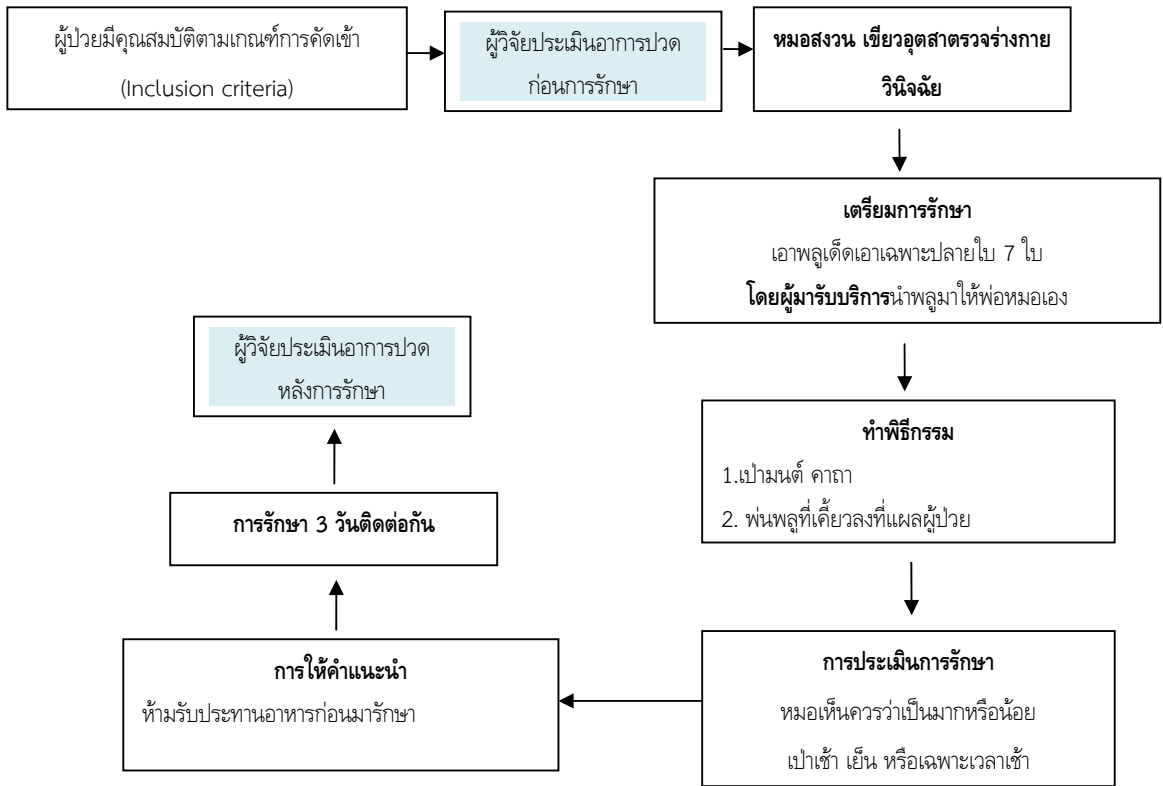 ผู้ป่วยมีคุณสมบัติตามเกณฑ์การคัดเข้า
(Inclusion criteria)
ผู้วิจัยประเมินอาการปวด
ก่อนการรักษา
หมอสงวน เขียวอุตสาตรวจร่างกาย
วินิจฉัย
เตรียมการรักษา
เอาพลูเด็ดเอาเฉพาะปลายใบ 7 ใบ
โดยผู้มารับบริการนำพลูมาให้พ่อหมอเอง
ทำพิธีกรรม
1.เป่ามนต์ คาถา
2. พ่นพลูที่เคี้ยวลงที่แผลผู้ป่วย
การประเมินการรักษา
หมอเห็นควรว่าเป็นมากหรือน้อย
เป่าเช้า เย็น หรือเฉพาะเวลาเช้า
การให้คำแนะนำ
ห้ามรับประทานอาหารก่อนมารักษา
การรักษา 3 วันติดต่อกัน
ผู้วิจัยประเมินอาการปวด
หลังการรักษา